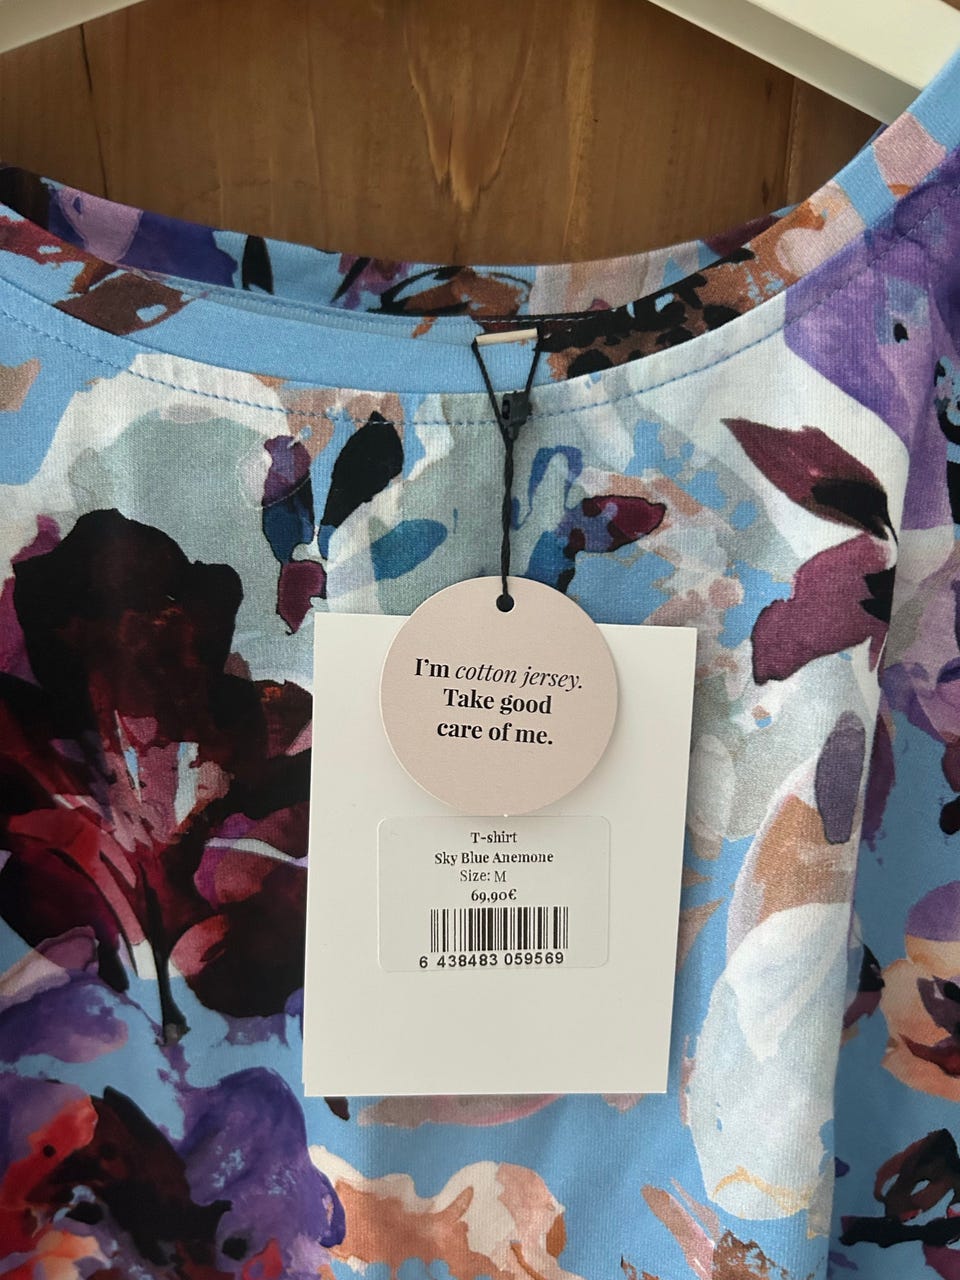 I'm cotton jersey.
Take good
care of me.
T-shirt
Sky Blue Anemone
Size: M
69,90€
6 438483 059569